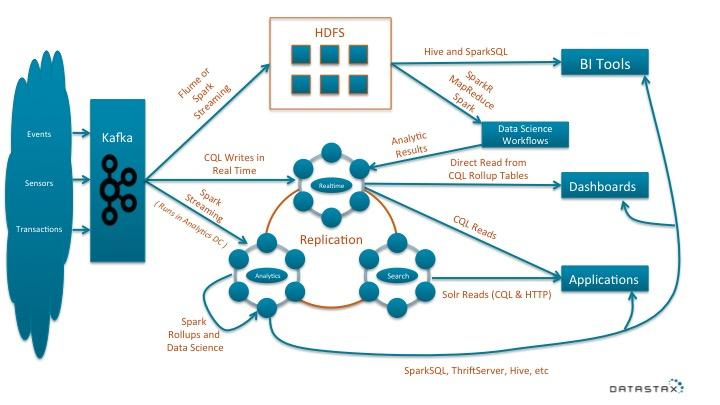 HDFS
Hive and SparkSQL
BI Tools
Flume or
Spark
Streaming
SparkR
MapReduce
Spark
Events
Kafka
Data Science
Workflows
Analytic
Results
CQL Writes in
Real Time
Direct Read from
CQL Rollup Tables
Sensors
Realtime
Dashboards
Spark
Streaming
( Runs in Analytics DC )
CQL Reads
Transactions
Replication
Analytics
Search
Applications
Solr Reads (CQL & HTTP)
Spark
Rollups and
Data Science
SparkSQL, ThriftServer, Hive, etc
DATASTAX